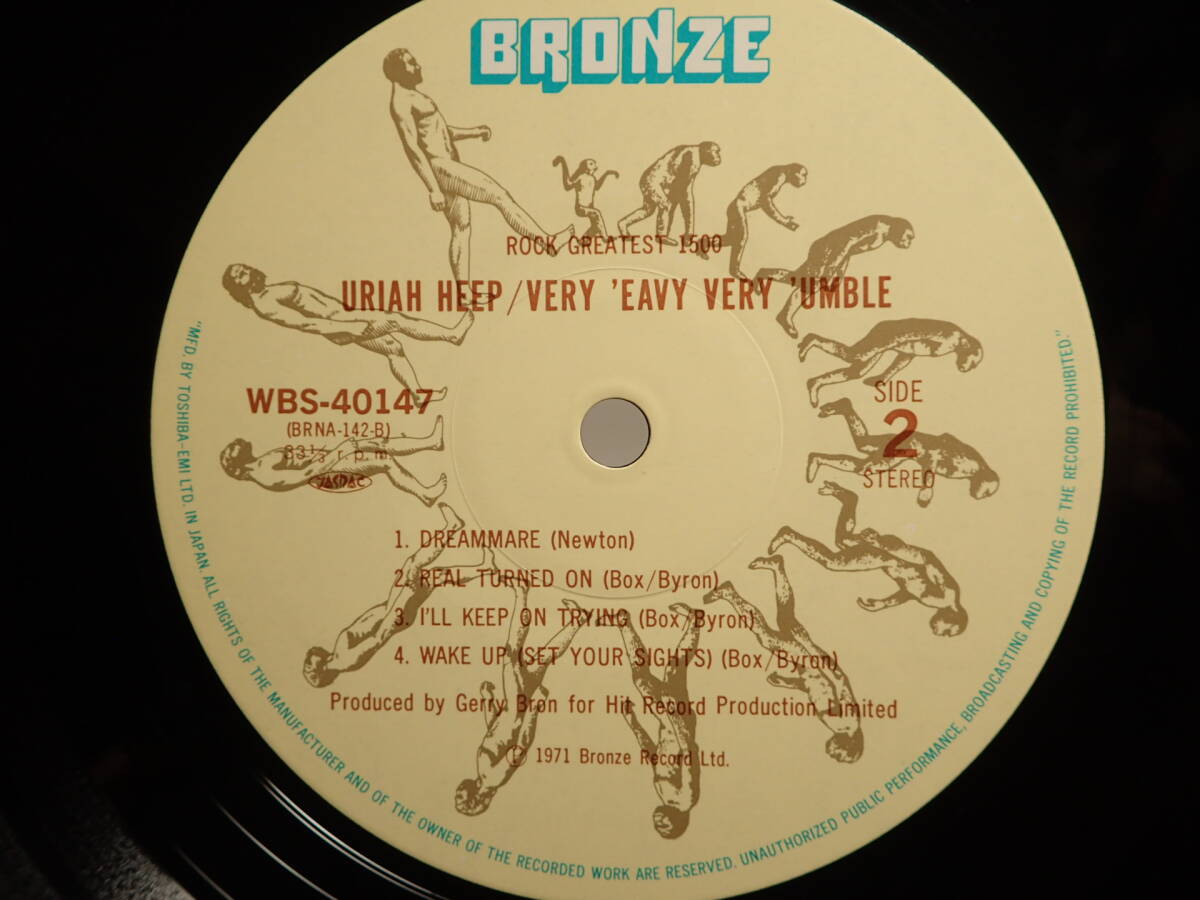 BRONZE
ROCK GREATEST 1500
URIAH HEEP/VERY 'EAVY VERY 'UMBLE
WBS-40147
(BRNA-142-B)
33⅓ r.p.m.
JASRAC
SIDE
2
STEREO
1. DREAMMARE (Newton)
2. REAL TURNED ON (Box/Byron)
3. I'LL KEEP ON TRYING (Box/Byron)
4. WAKE UP (SET YOUR SIGHTS) (Box/Byron)
Produced by Gerry Bron for Hit Record Production Limited
Ⓟ 1971 Bronze Record Ltd.
"MFD. BY TOSHIBA-EMI LTD. IN JAPAN. ALL RIGHTS OF THE MANUFACTURER AND OF THE OWNER OF THE RECORDED WORK ARE RESERVED. UNAUTHORIZED PUBLIC PERFORMANCE, BROADCASTING AND COPYING OF THE RECORD PROHIBITED."